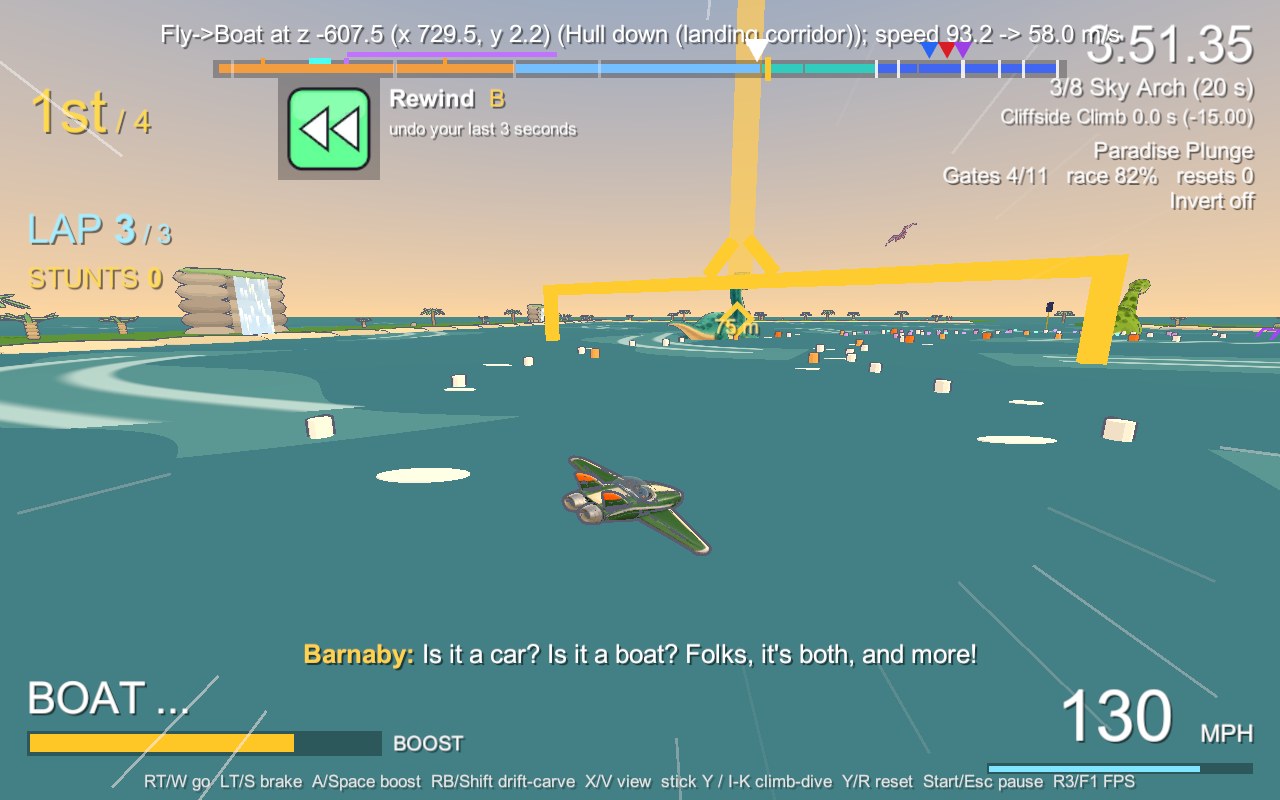 Fly->Boat at z -607.5 (x 729.5, y 2.2) (Hull down (landing corridor)); speed 93.2 -> 58.0 m/s
3:51.35
3/8 Sky Arch (20 s)
Cliffside Climb 0.0 s (-15.00)
Paradise Plunge
Gates 4/11 race 82% resets 0
Invert off
1st / 4
Rewind B
undo your last 3 seconds
LAP 3 / 3
STUNTS 0
75 m
Barnaby: Is it a car? Is it a boat? Folks, it's both, and more!
BOAT ...
BOOST
130 MPH
RT/W go LT/S brake A/Space boost RB/Shift drift-carve X/V view stick Y / I-K climb-dive Y/R reset Start/Esc pause R3/F1 FPS